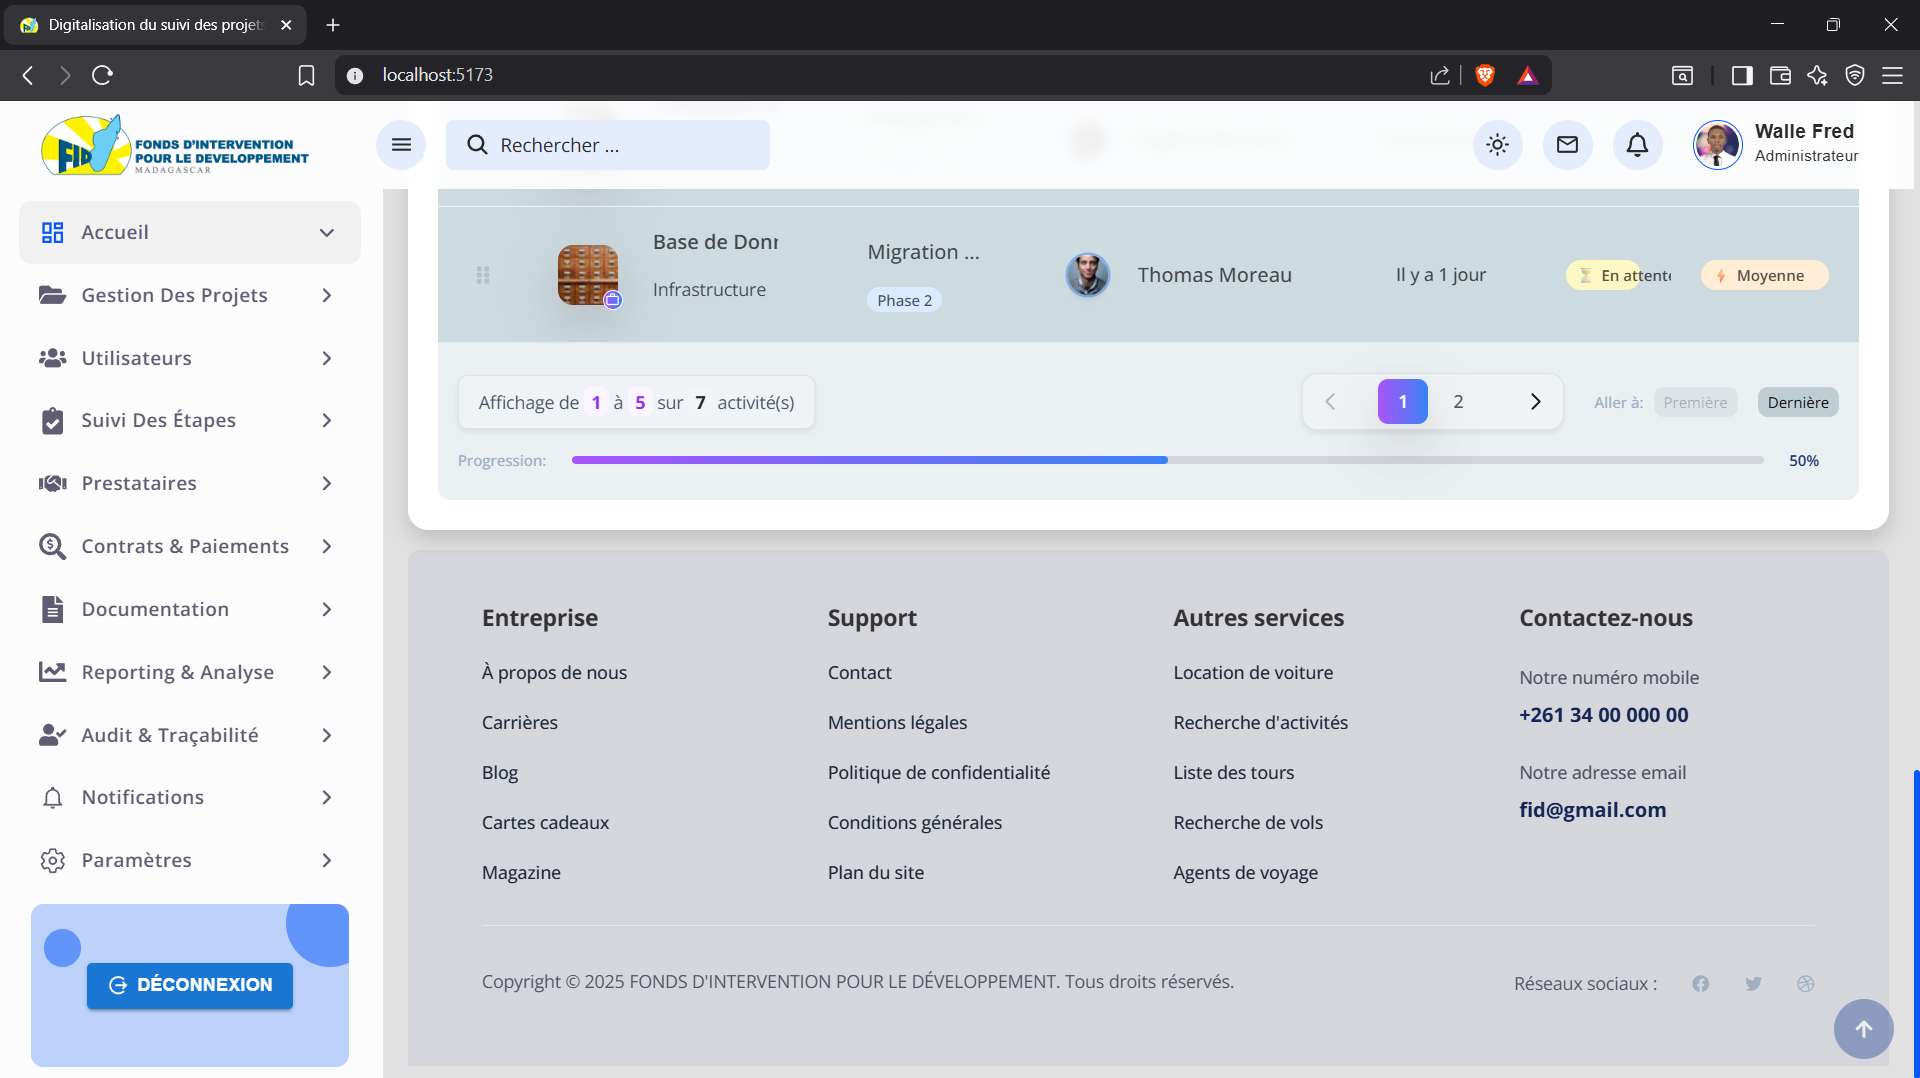 Digitalisation du suivi des projets
localhost:5173
FID
FONDS D'INTERVENTION
POUR LE DEVELOPPEMENT
MADAGASCAR
Rechercher ...
Walle Fred
Administrateur
Accueil
Gestion Des Projets
Utilisateurs
Suivi Des Étapes
Prestataires
Contrats & Paiements
Documentation
Reporting & Analyse
Audit & Traçabilité
Notifications
Paramètres
DÉCONNEXION
Base de Donn
Infrastructure
Migration ...
Phase 2
Thomas Moreau
Il y a 1 jour
En attente
Moyenne
Affichage de 1 à 5 sur 7 activité(s)
1 2
Aller à: Première Dernière
Progression: 50%
Entreprise
À propos de nous
Carrières
Blog
Cartes cadeaux
Magazine
Support
Contact
Mentions légales
Politique de confidentialité
Conditions générales
Plan du site
Autres services
Location de voiture
Recherche d'activités
Liste des tours
Recherche de vols
Agents de voyage
Contactez-nous
Notre numéro mobile
+261 34 00 000 00
Notre adresse email
fid@gmail.com
Copyright © 2025 FONDS D'INTERVENTION POUR LE DÉVELOPPEMENT. Tous droits réservés.
Réseaux sociaux :